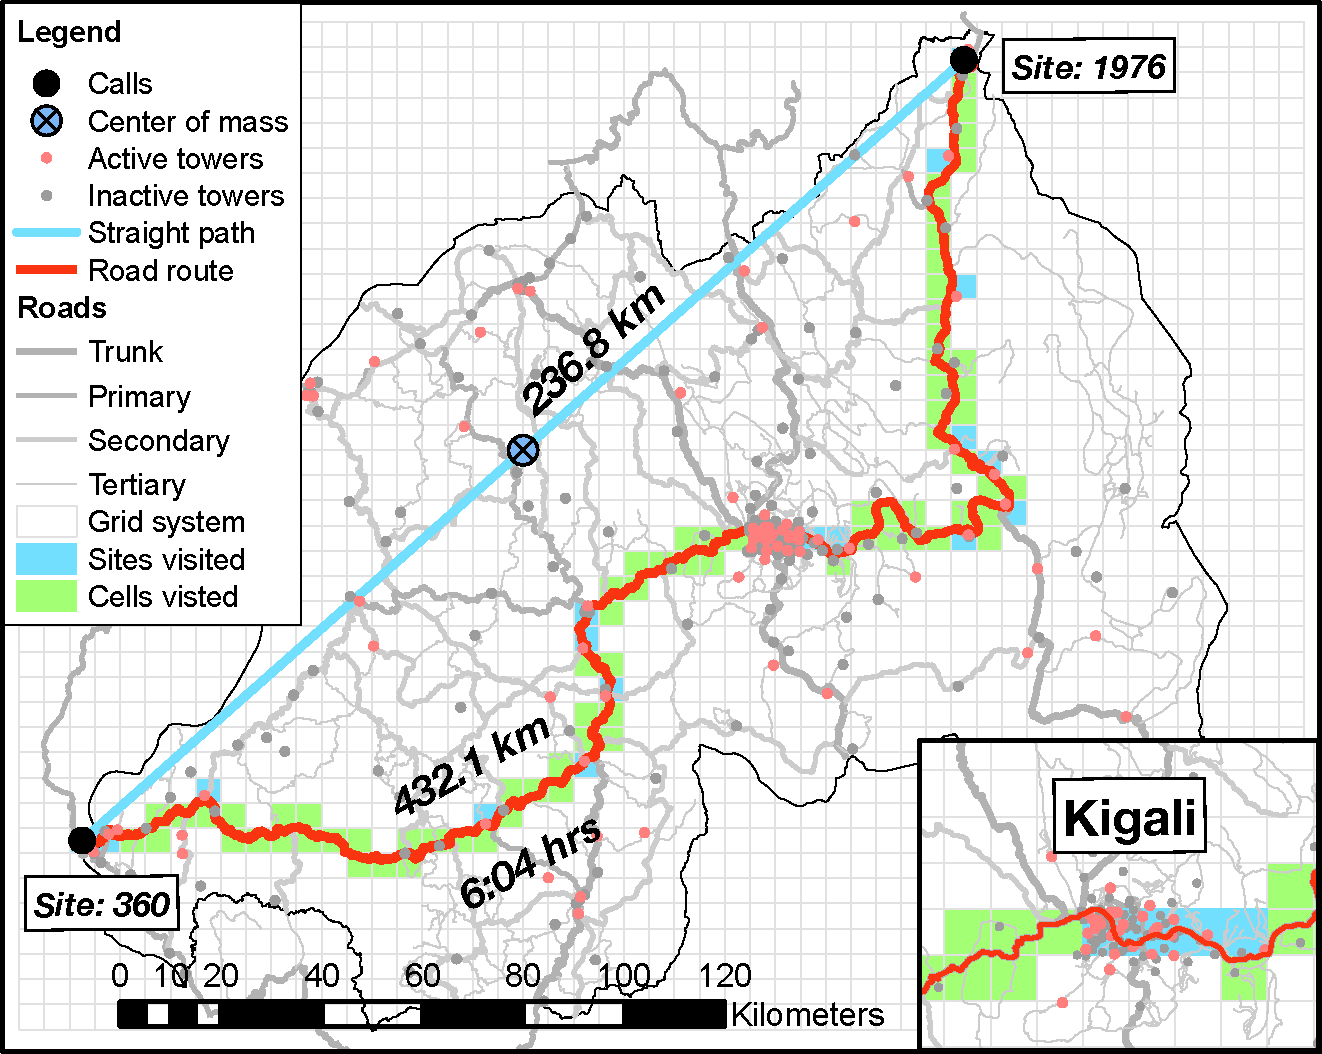 Legend
Calls
Center of mass
Active towers
Inactive towers
Straight path
Road route
Roads
Trunk
Primary
Secondary
Tertiary
Grid system
Sites visited
Cells visted
Site: 1976
236.8 km
432.1 km
6:04 hrs
Site: 360
Kigali
0 10 20 40 60 80 100 120
Kilometers